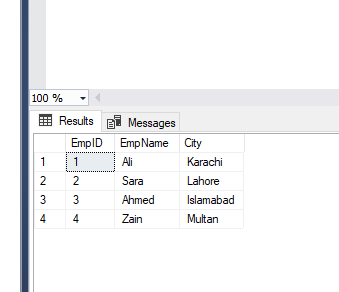 100 %
Results Messages
EmpID EmpName City
1 1 Ali Karachi
2 2 Sara Lahore
3 3 Ahmed Islamabad
4 4 Zain Multan